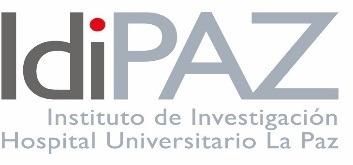 IdiPAZ
Instituto de Investigación
Hospital Universitario La Paz